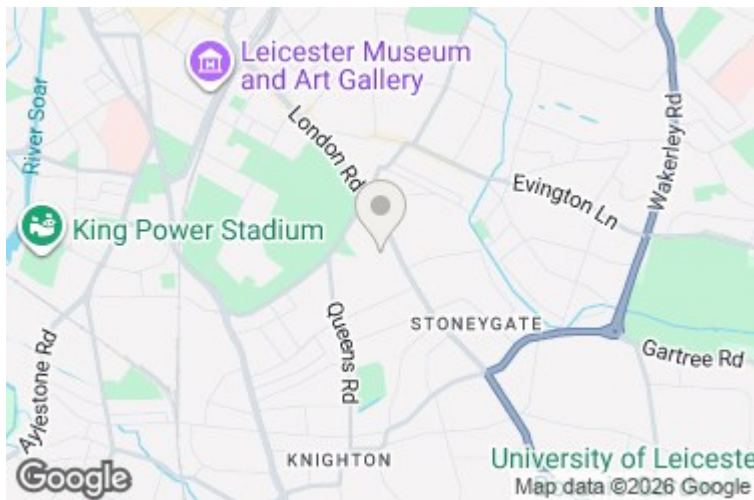 Leicester Museum
and Art Gallery
River Soar
London Rd
Wakerley Rd
Evington Ln
King Power Stadium
Queens Rd
STONEYGATE
Gartree Rd
Aylestone Rd
KNIGHTON
University of Leiceste
Google
Map data ©2026 Google